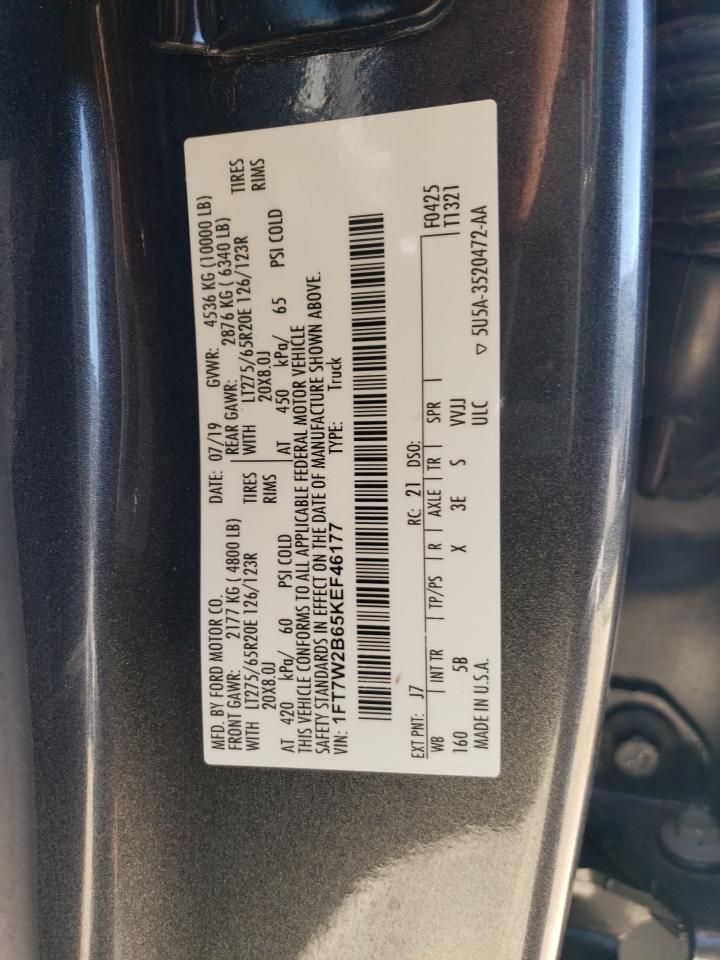 MFD. BY FORD MOTOR CO.
DATE: 07/19 GVWR: 4536 KG (10000 LB)
FRONT GAWR: 2177 KG ( 4800 LB)
REAR GAWR: 2876 KG ( 6340 LB)
WITH LT275/65R20E 126/123R TIRES
WITH LT275/65R20E 126/123R TIRES
20X8.0J RIMS
20X8.0J RIMS
AT 420 kPa/ 60 PSI COLD
AT 450 kPa/ 65 PSI COLD
THIS VEHICLE CONFORMS TO ALL APPLICABLE FEDERAL MOTOR VEHICLE
SAFETY STANDARDS IN EFFECT ON THE DATE OF MANUFACTURE SHOWN ABOVE.
VIN: 1FT7W2B65KEF46177 TYPE: Truck
EXT PNT: J7 RC: 21 DSO: F0425
WB INT TR TP/PS R AXLE TR SPR T1321
160 5B X 3E S VVJJ
MADE IN U.S.A. ULC ▽ 5U5A-3520472-AA